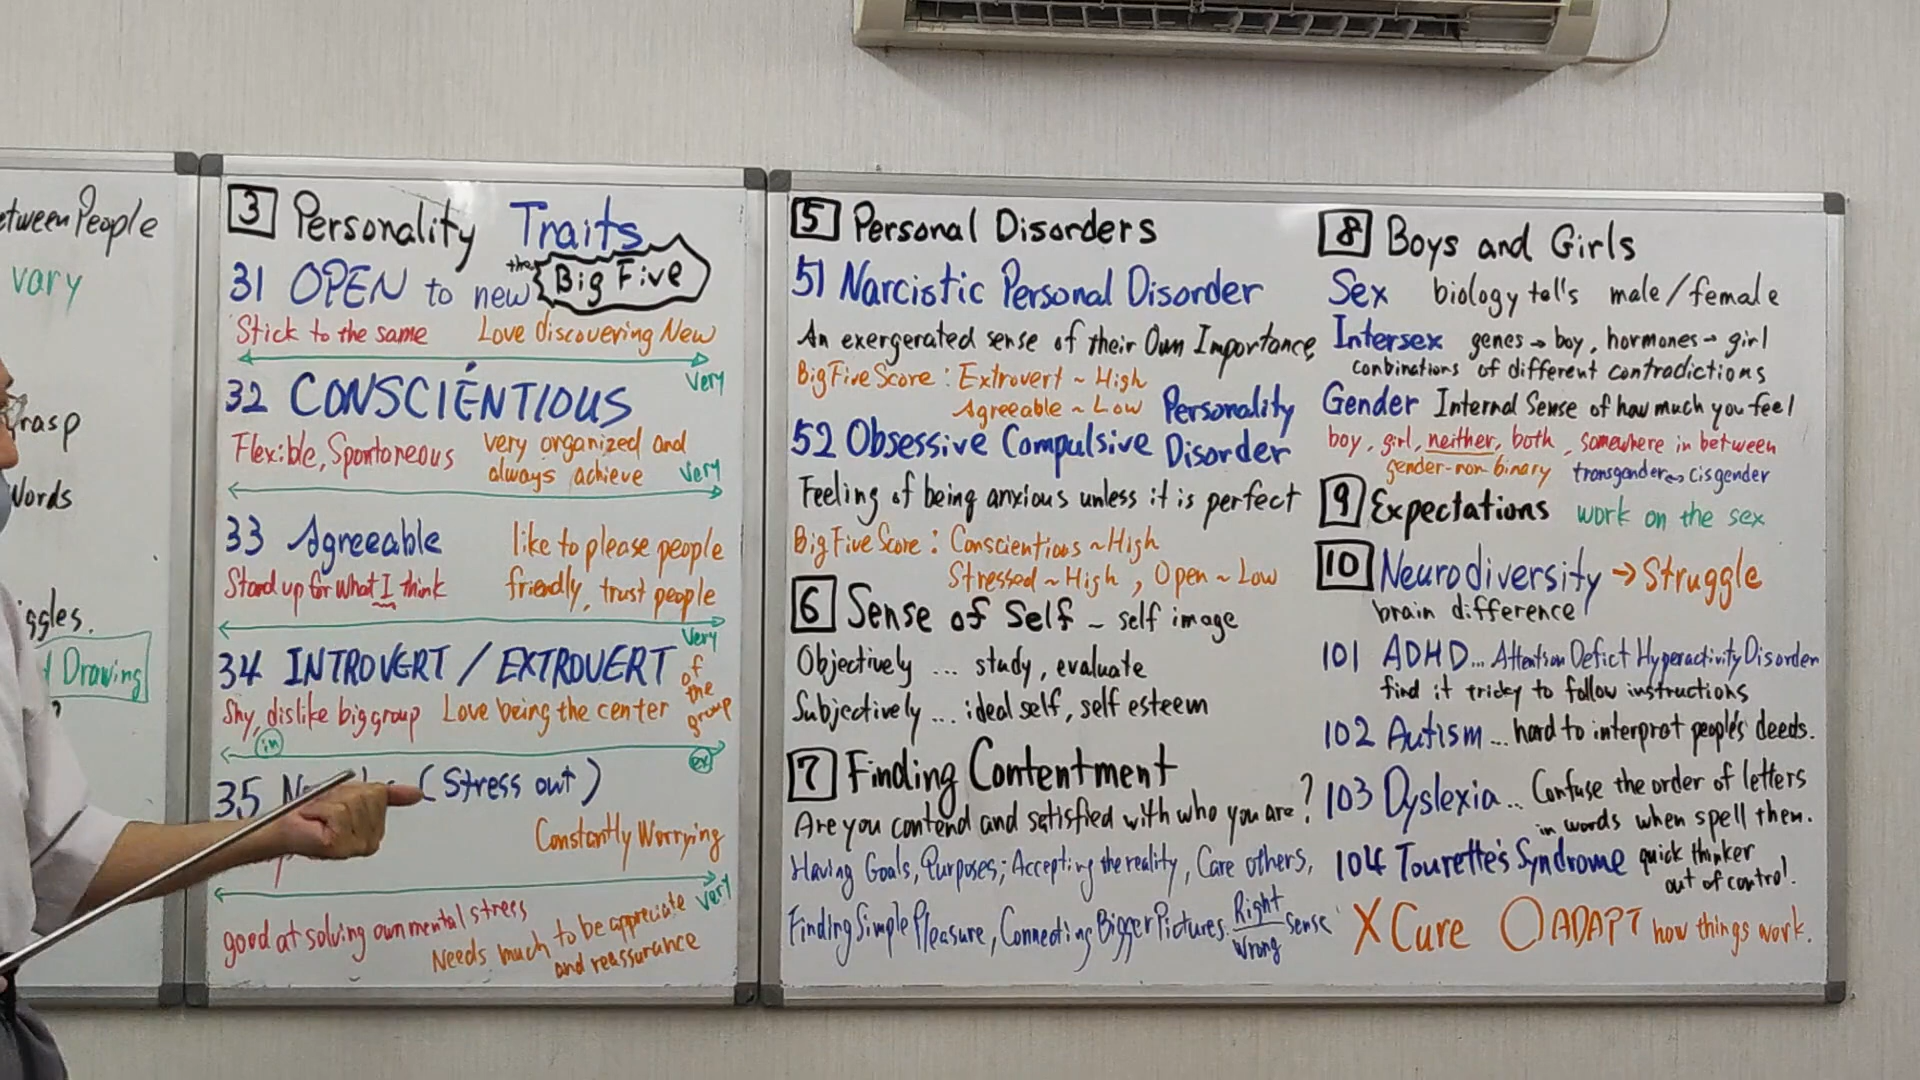 tween People
vary
rasp
Words
ggles.
Drawing
3 Personality Traits
the Big Five
31 OPEN to new
Stick to the same Love discovering New
Very
32 CONSCIENTIOUS
Flexible, Spontoreous very organized and
always achieve Very
33 Agreeable like to please people
Stand up for what I think friendly, trust people
Very
34 INTROVERT / EXTROVERT
Shy, dislike big group Love being the center of the group
in ex
35 (Stress out)
Constantly Worrying
Very
good at solving own mental stress
Needs much to be appreciate
and reassurance
5 Personal Disorders
51 Narcistic Personal Disorder
An exergerated sense of their Own Importance
Big Five Score : Extrovert ~ High
Agreeable ~ Low
52 Obsessive Compulsive Personality Disorder
Feeling of being anxious unless it is perfect
Big Five Score : Conscientious ~ High
Stressed ~ High , Open ~ Low
6 Sense of Self ~ self image
Objectively ... study, evaluate
Subjectively ... ideal self, self esteem
7 Finding Contentment
Are you contend and satisfied with who you are ?
Having Goals, Purposes; Accepting the reality, Care others,
Finding Simple Pleasure, Connecting Bigger Pictures. Right
Wrong sense
8 Boys and Girls
Sex biology tells male / female
Intersex genes → boy, hormones → girl
conbinations of different contradictions
Gender Internal Sense of how much you feel
boy, girl, neither, both, somewhere in between
gender-non-binary transgender ↔ cisgender
9 Expectations work on the sex
10 Neurodiversity → Struggle
brain difference
101 ADHD... Attention Defict Hyperactivity Disorder
find it tricky to follow instructions
102 Autism ... hard to interpret people's deeds.
103 Dyslexia .. Confuse the order of letters
in words when spell them.
104 Tourette's Syndrome quick thinker
out of control.
X Cure O ADAPT how things work.